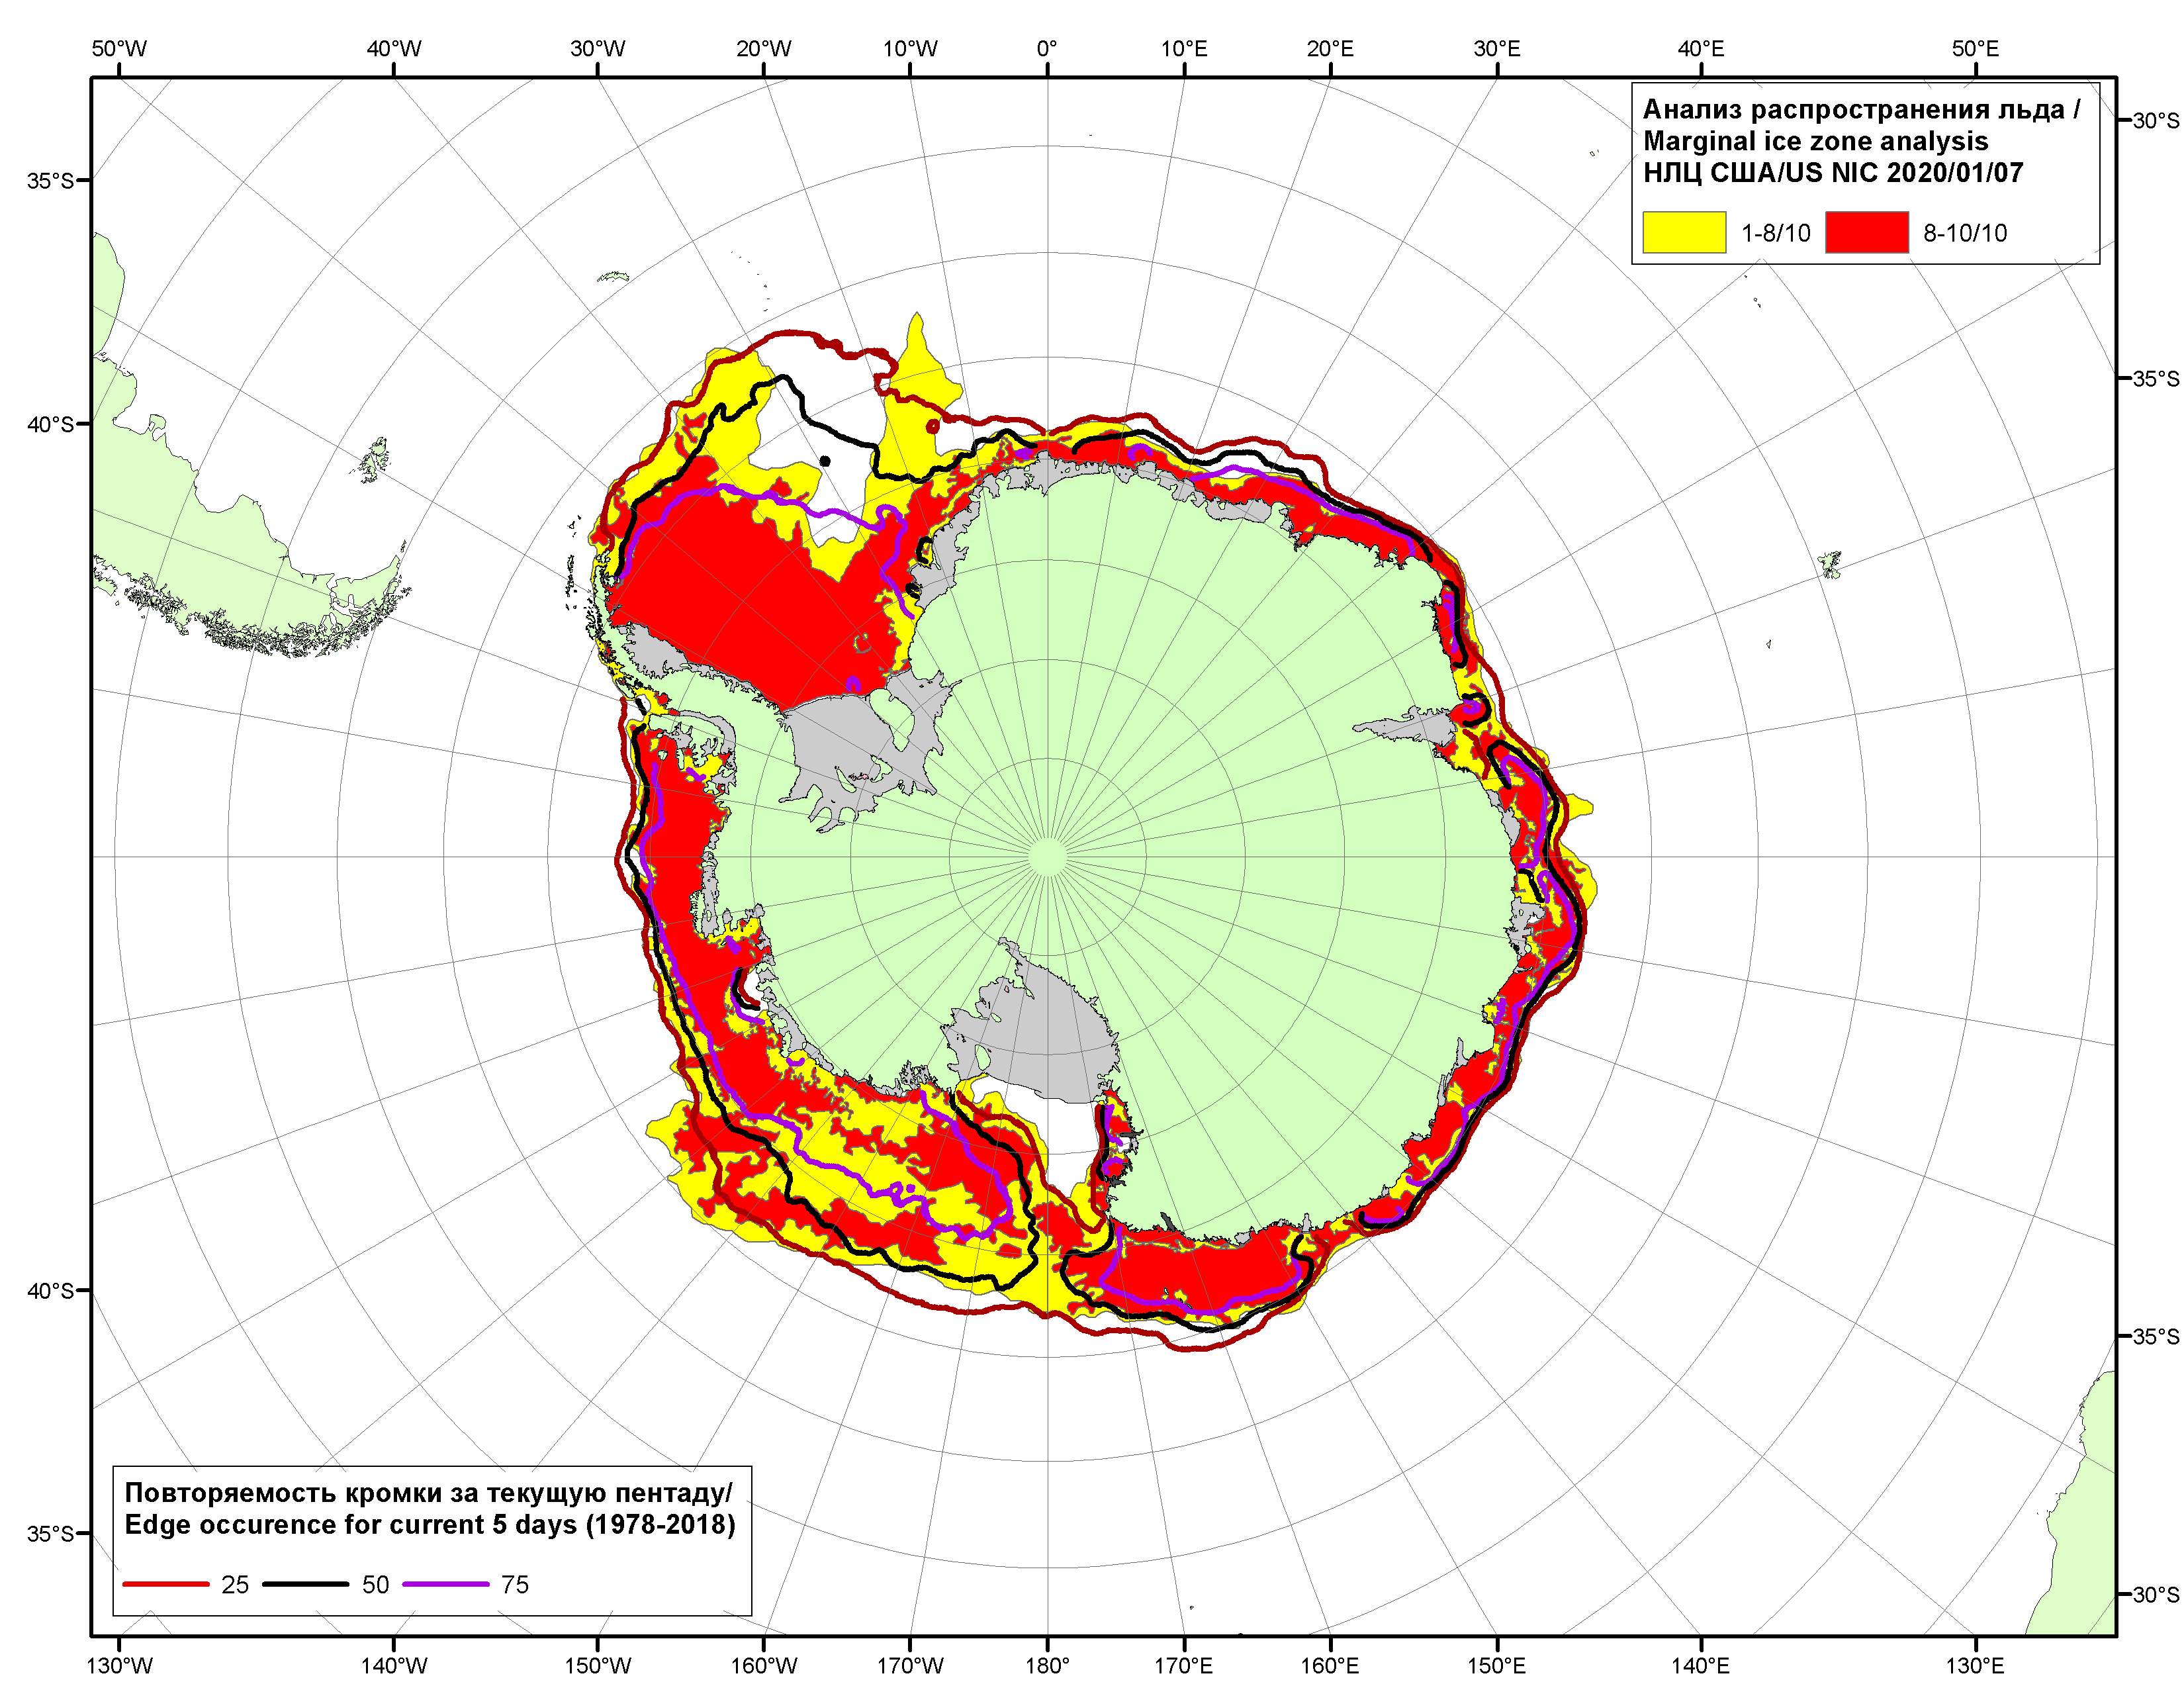 50°W 40°W 30°W 20°W 10°W 0° 10°E 20°E 30°E 40°E 50°E
Анализ распространения льда /
Marginal ice zone analysis
НЛЦ США/US NIC 2020/01/07
1-8/10 8-10/10
30°S
35°S
35°S
40°S
40°S
35°S
Повторяемость кромки за текущую пентаду/
Edge occurence for current 5 days (1978-2018)
25 50 75
35°S
30°S
130°W 140°W 150°W 160°W 170°W 180° 170°E 160°E 150°E 140°E 130°E